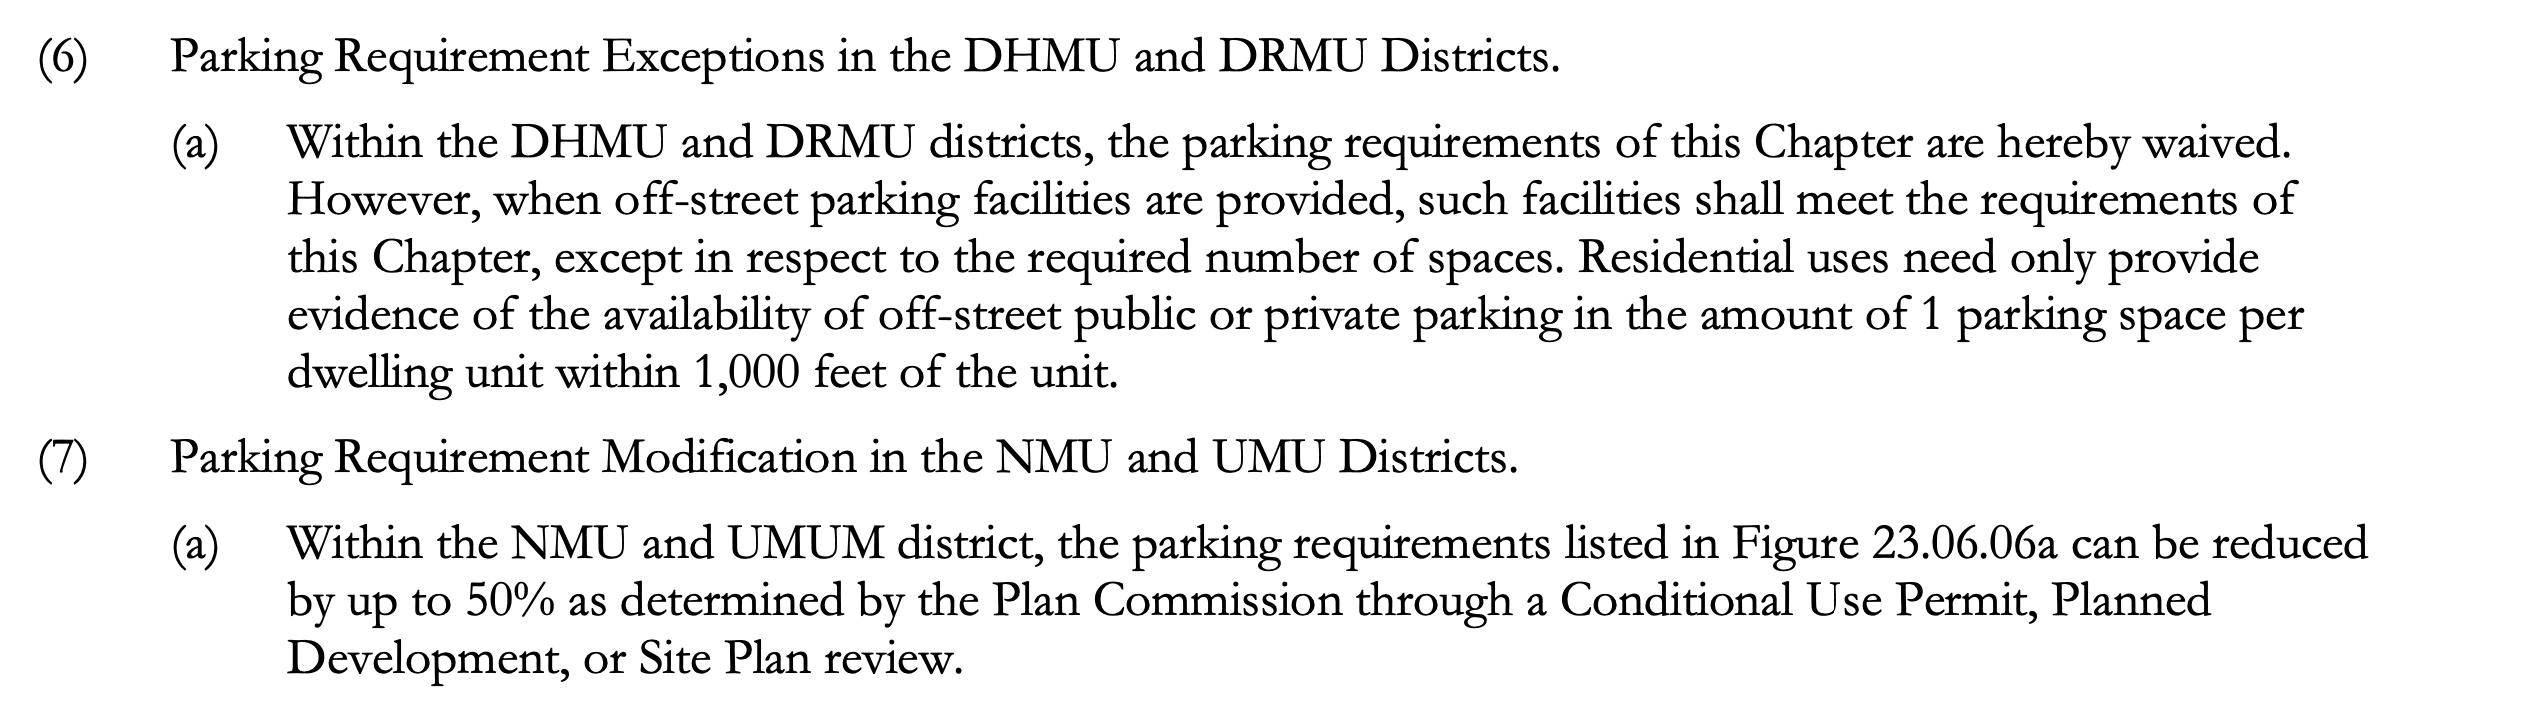 (6) Parking Requirement Exceptions in the DHMU and DRMU Districts.
(a) Within the DHMU and DRMU districts, the parking requirements of this Chapter are hereby waived.
However, when off-street parking facilities are provided, such facilities shall meet the requirements of
this Chapter, except in respect to the required number of spaces. Residential uses need only provide
evidence of the availability of off-street public or private parking in the amount of 1 parking space per
dwelling unit within 1,000 feet of the unit.
(7) Parking Requirement Modification in the NMU and UMU Districts.
(a) Within the NMU and UMUM district, the parking requirements listed in Figure 23.06.06a can be reduced
by up to 50% as determined by the Plan Commission through a Conditional Use Permit, Planned
Development, or Site Plan review.